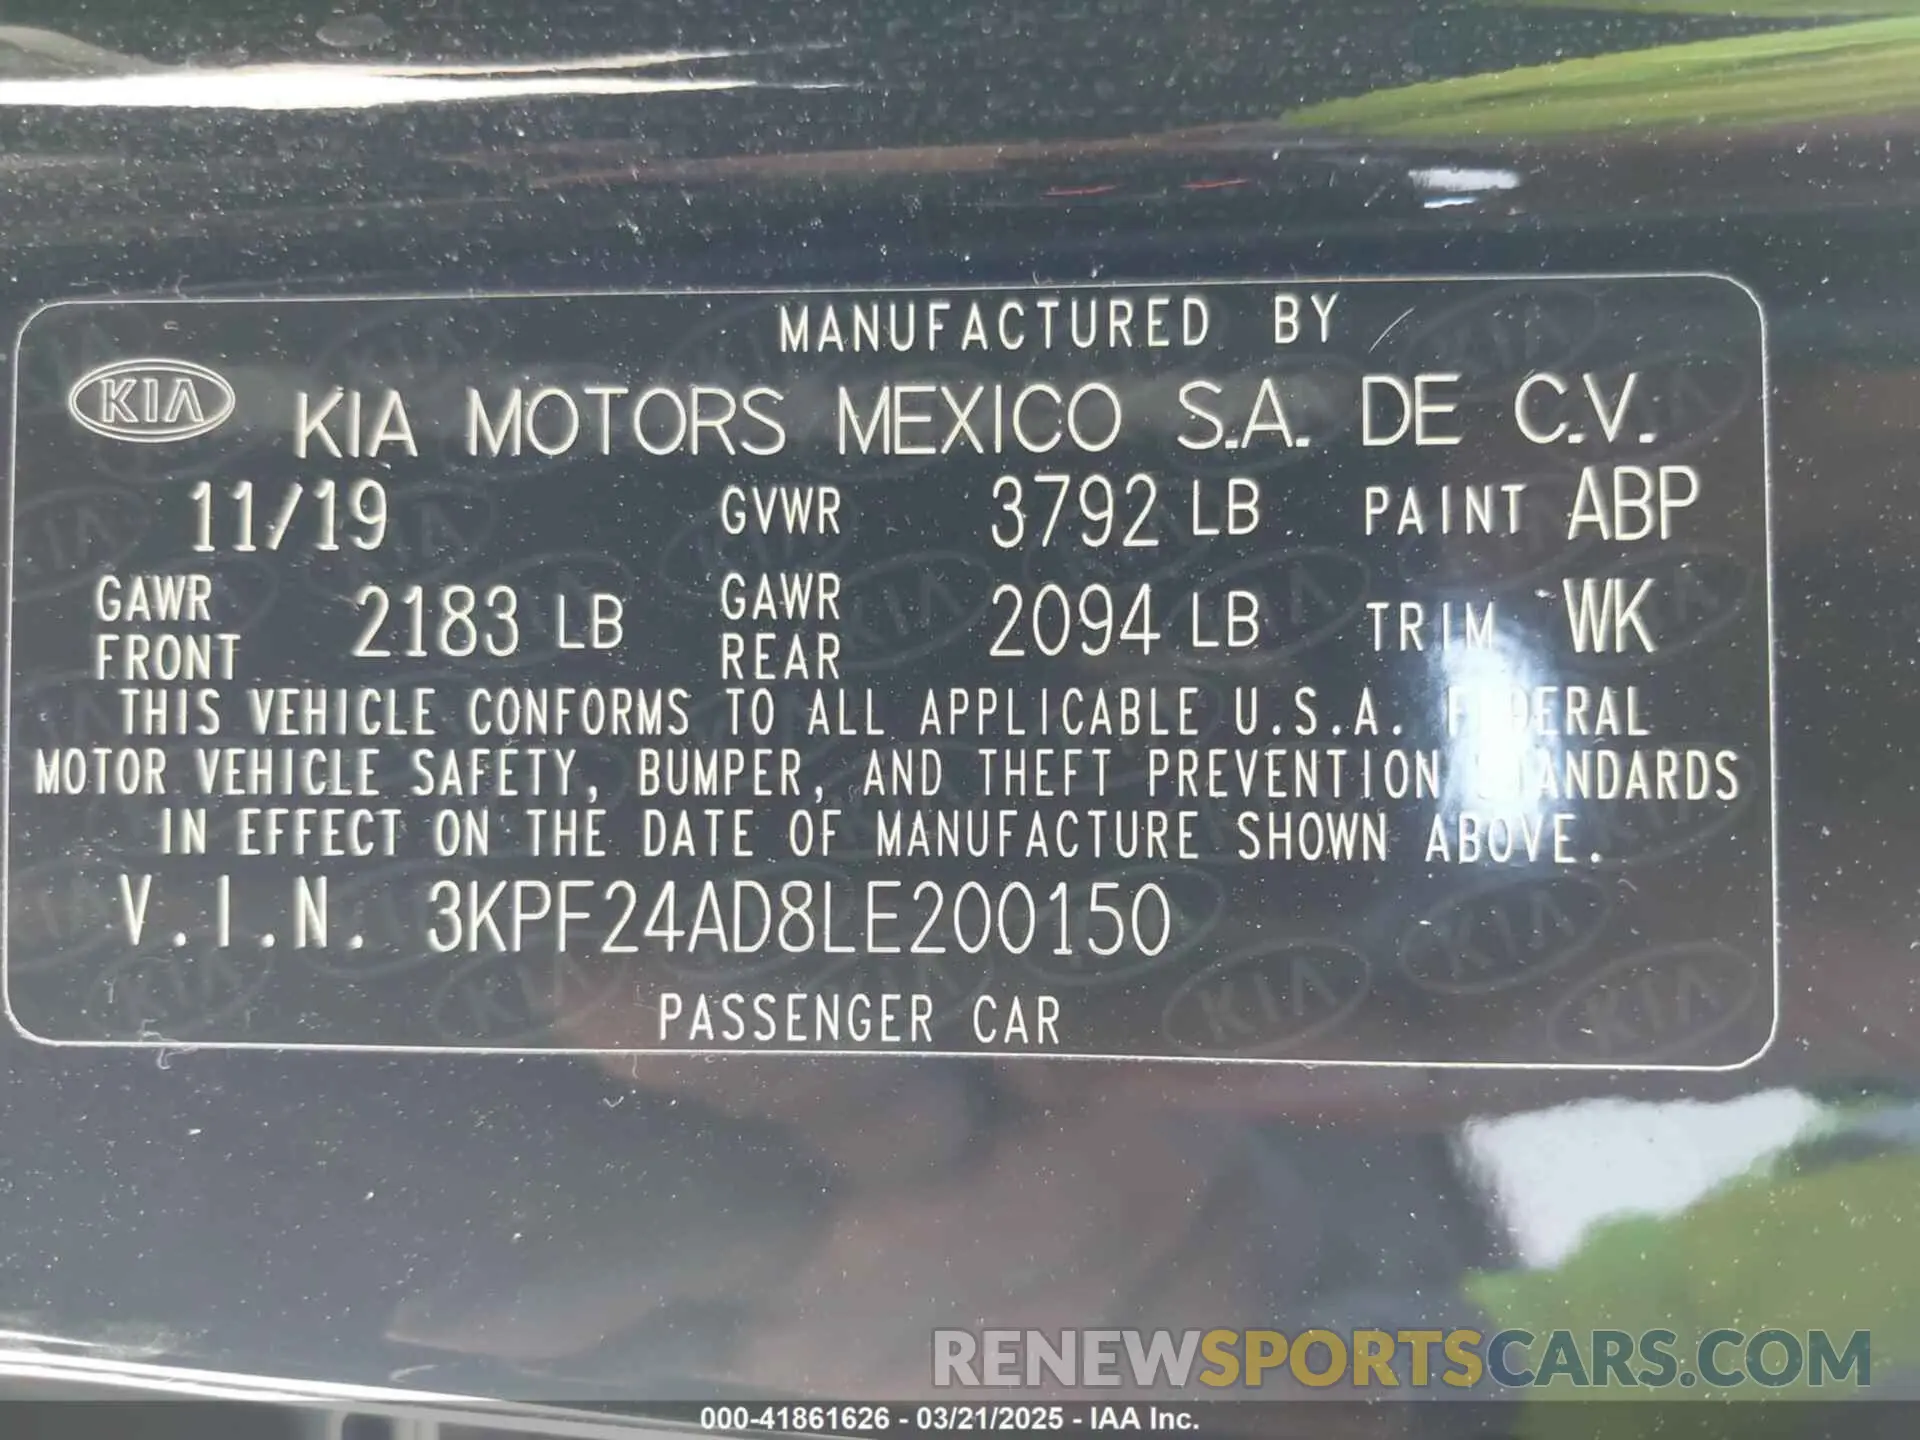 MANUFACTURED BY
KIA KIA MOTORS MEXICO S.A. DE C.V.
11/19 GVWR 3792 LB PAINT ABP
GAWR FRONT 2183 LB GAWR REAR 2094 LB TRIM WK
THIS VEHICLE CONFORMS TO ALL APPLICABLE U.S.A. FEDERAL
MOTOR VEHICLE SAFETY, BUMPER, AND THEFT PREVENTION STANDARDS
IN EFFECT ON THE DATE OF MANUFACTURE SHOWN ABOVE.
V.I.N. 3KPF24AD8LE200150
PASSENGER CAR
RENEWSPORTSCARS.COM
000-41861626 - 03/21/2025 - IAA Inc.